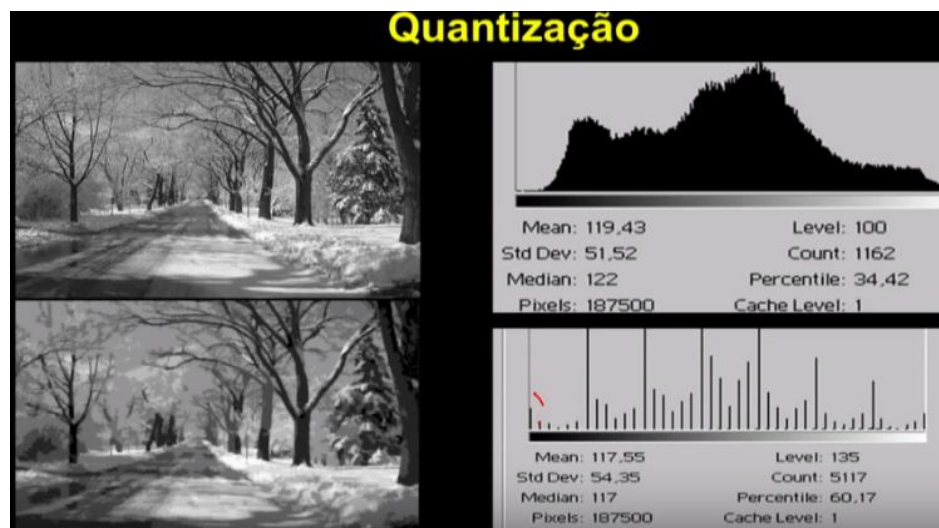 Quantização
Mean: 119,43 Level: 100
Std Dev: 51,52 Count: 1162
Median: 122 Percentile: 34,42
Pixels: 187500 Cache Level: 1
Mean: 117,55 Level: 135
Std Dev: 54,35 Count: 5117
Median: 117 Percentile: 60,17
Pixels: 187500 Cache Level: 1